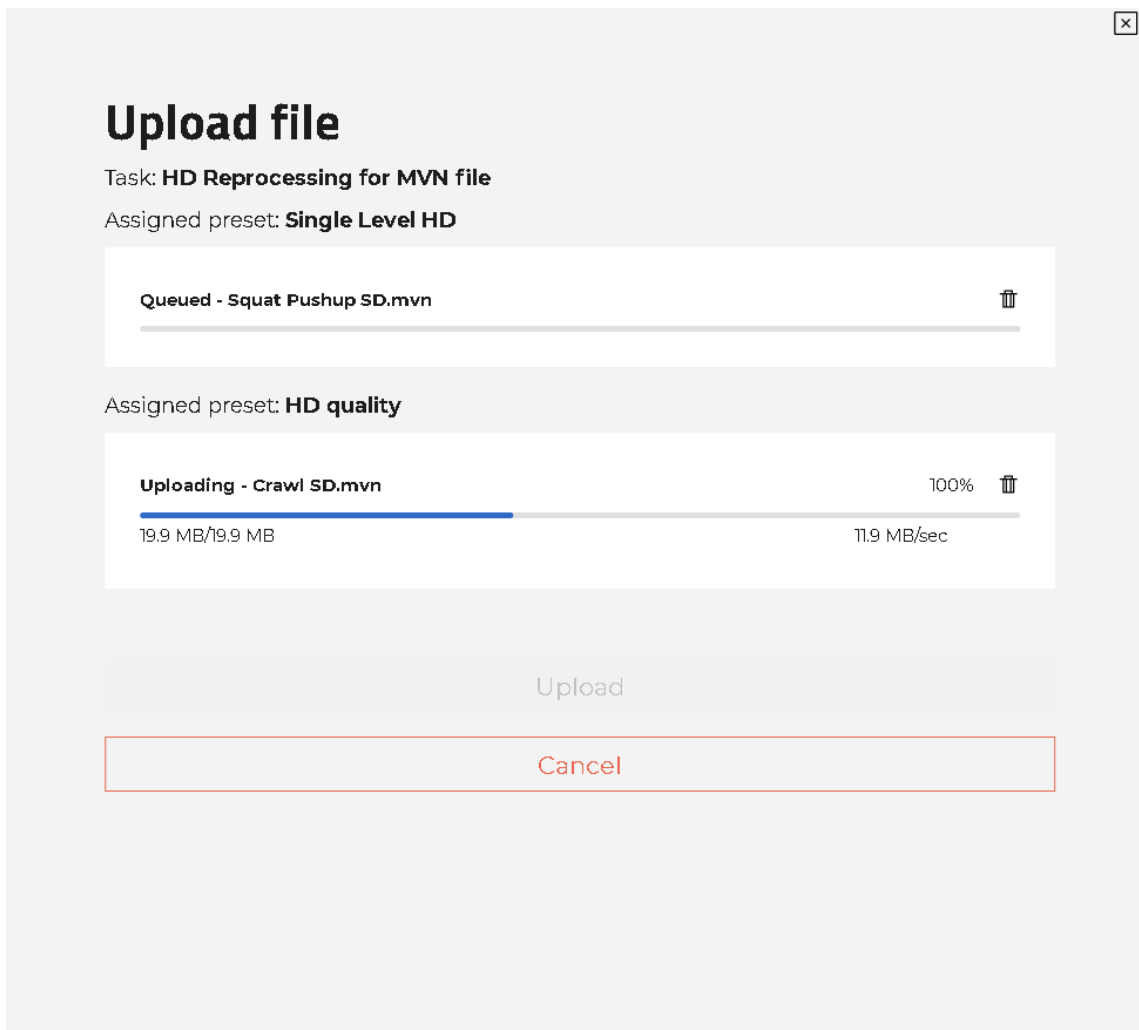 Upload file
Task: HD Reprocessing for MVN file
Assigned preset: Single Level HD
Queued - Squat Pushup SD.mvn
Assigned preset: HD quality
Uploading - Crawl SD.mvn 100%
19.9 MB/19.9 MB 11.9 MB/sec
Upload
Cancel